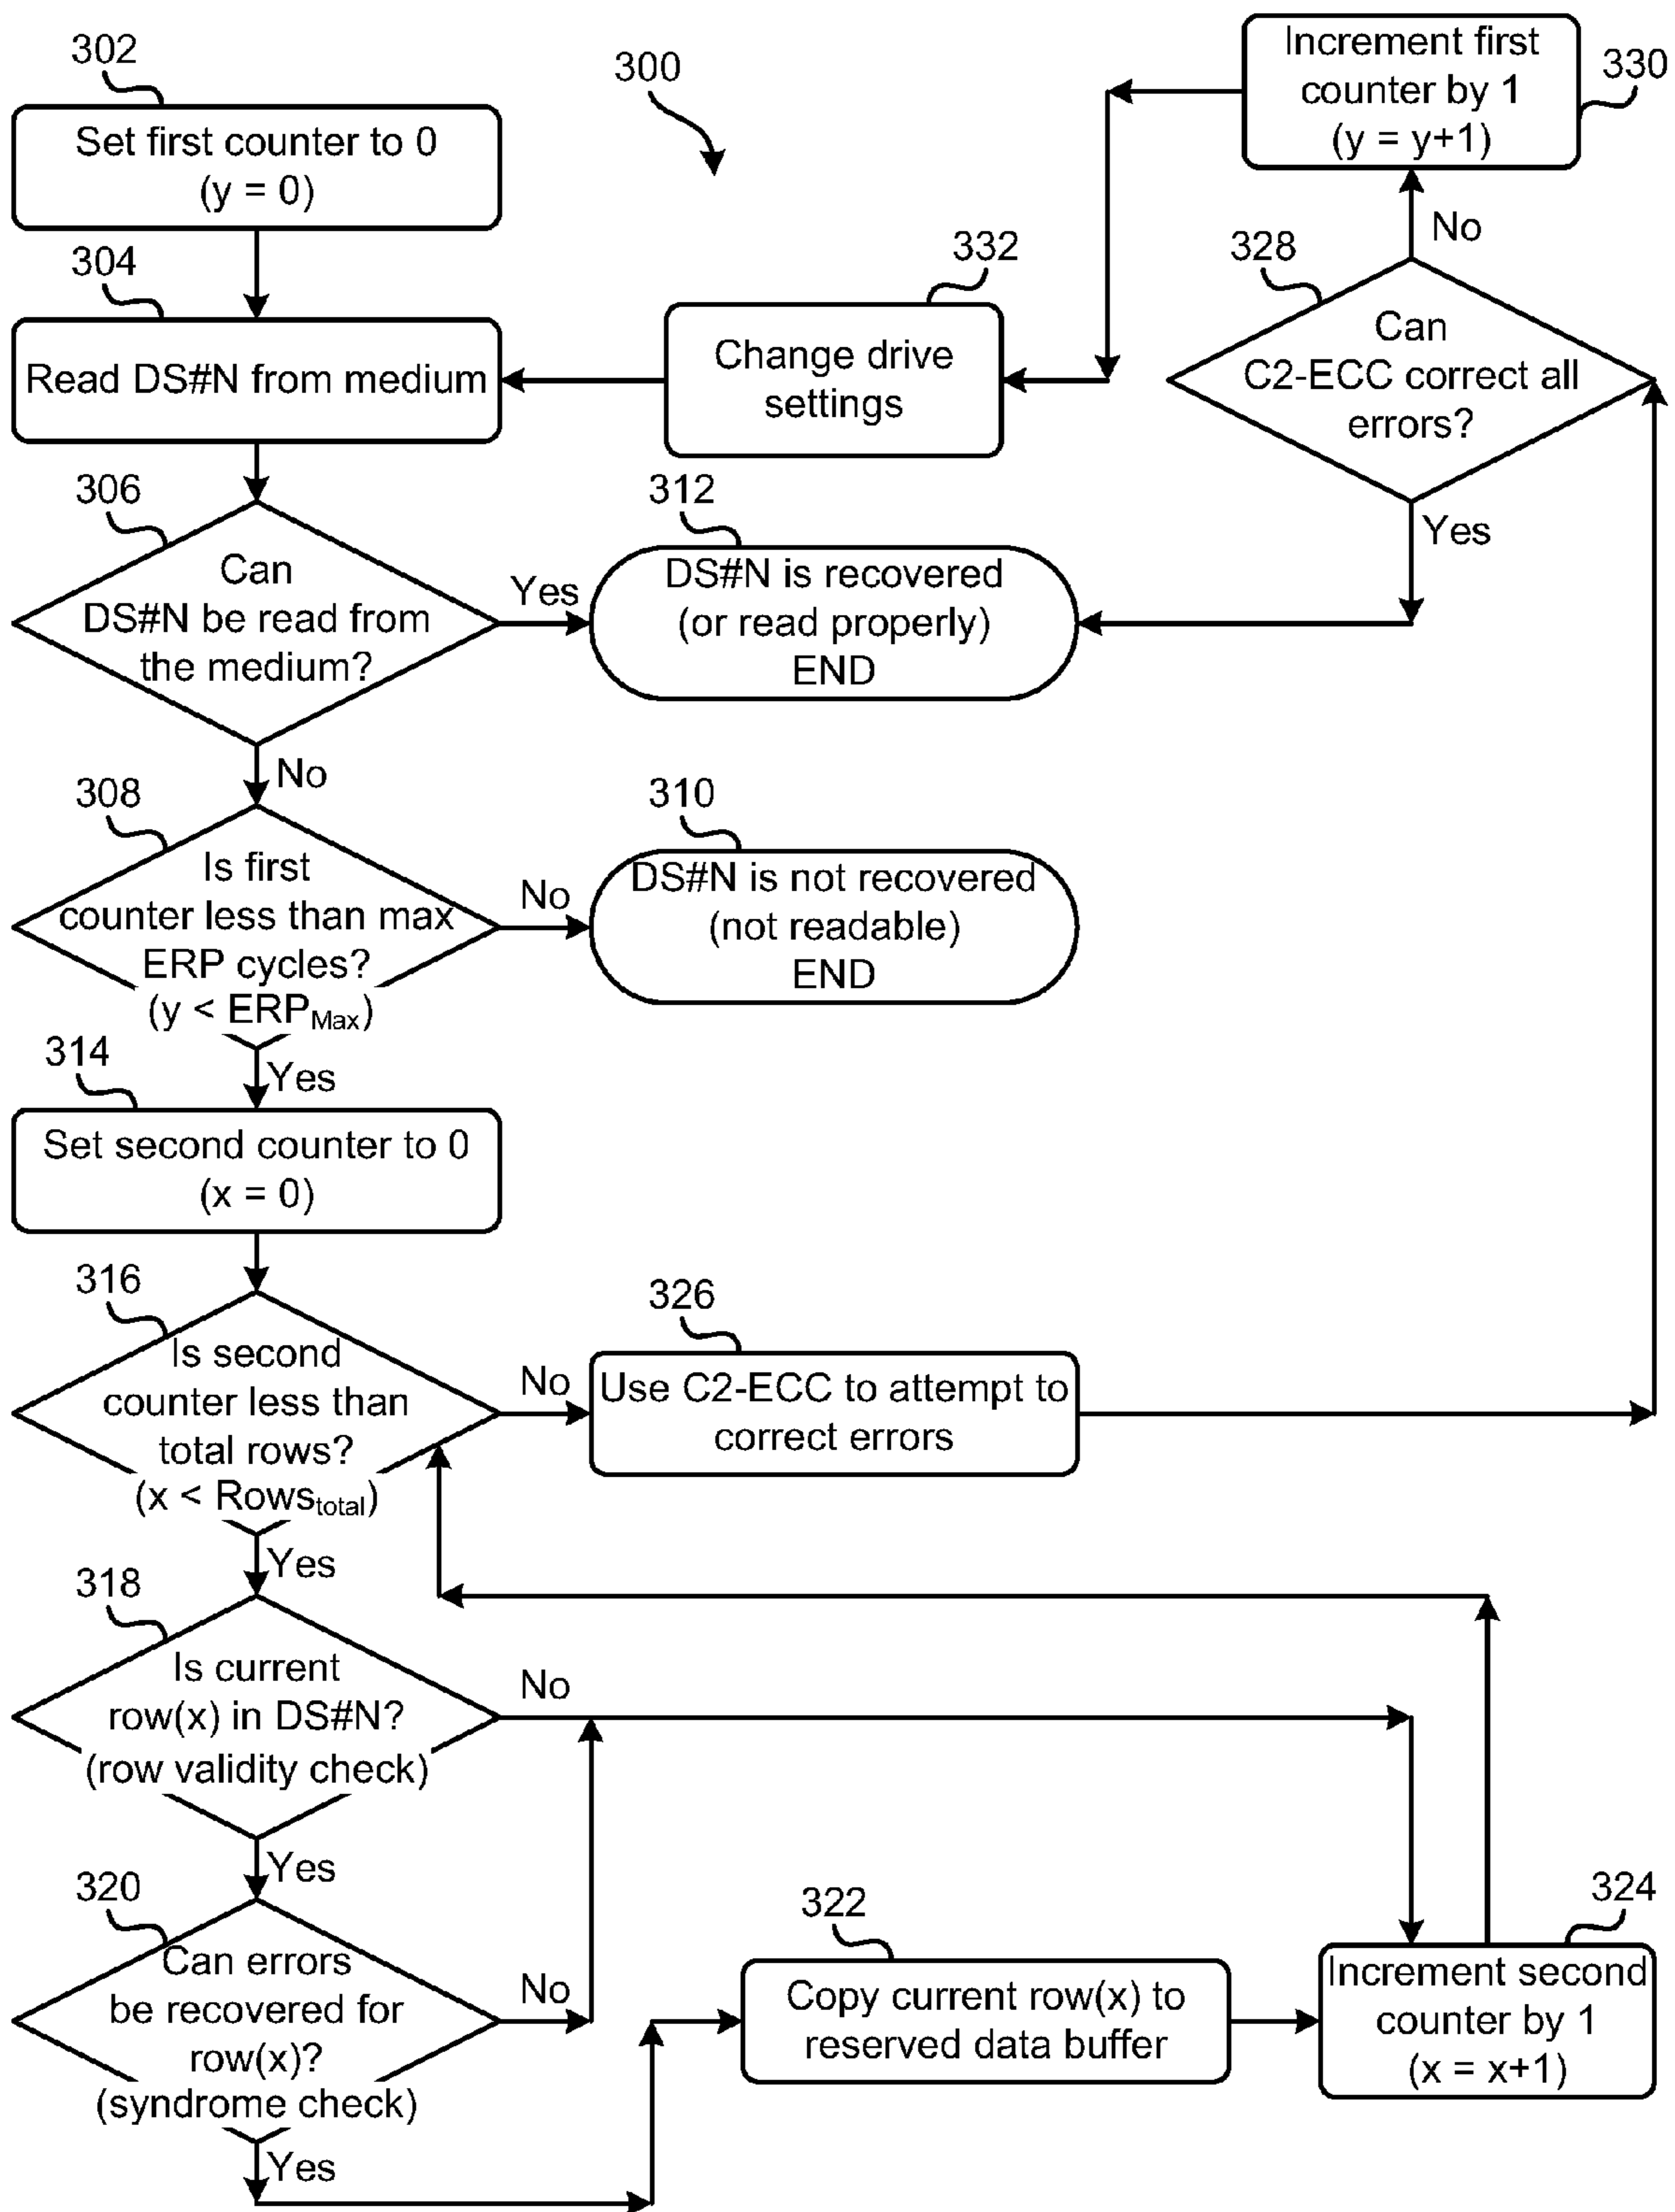 302
Set first counter to 0
(y = 0)
300
Increment first
counter by 1
(y = y+1)
330
No
328
Can
C2-ECC correct all
errors?
Yes
304
Read DS#N from medium
332
Change drive
settings
306
Can
DS#N be read from
the medium?
Yes
312
DS#N is recovered
(or read properly)
END
No
308
Is first
counter less than max
ERP cycles?
(y < ERPMax)
No
310
DS#N is not recovered
(not readable)
END
Yes
314
Set second counter to 0
(x = 0)
316
Is second
counter less than
total rows?
(x < Rowstotal)
No
326
Use C2-ECC to attempt to
correct errors
Yes
318
Is current
row(x) in DS#N?
(row validity check)
No
Yes
320
Can errors
be recovered for
row(x)?
(syndrome check)
No
Yes
322
Copy current row(x) to
reserved data buffer
324
Increment second
counter by 1
(x = x+1)